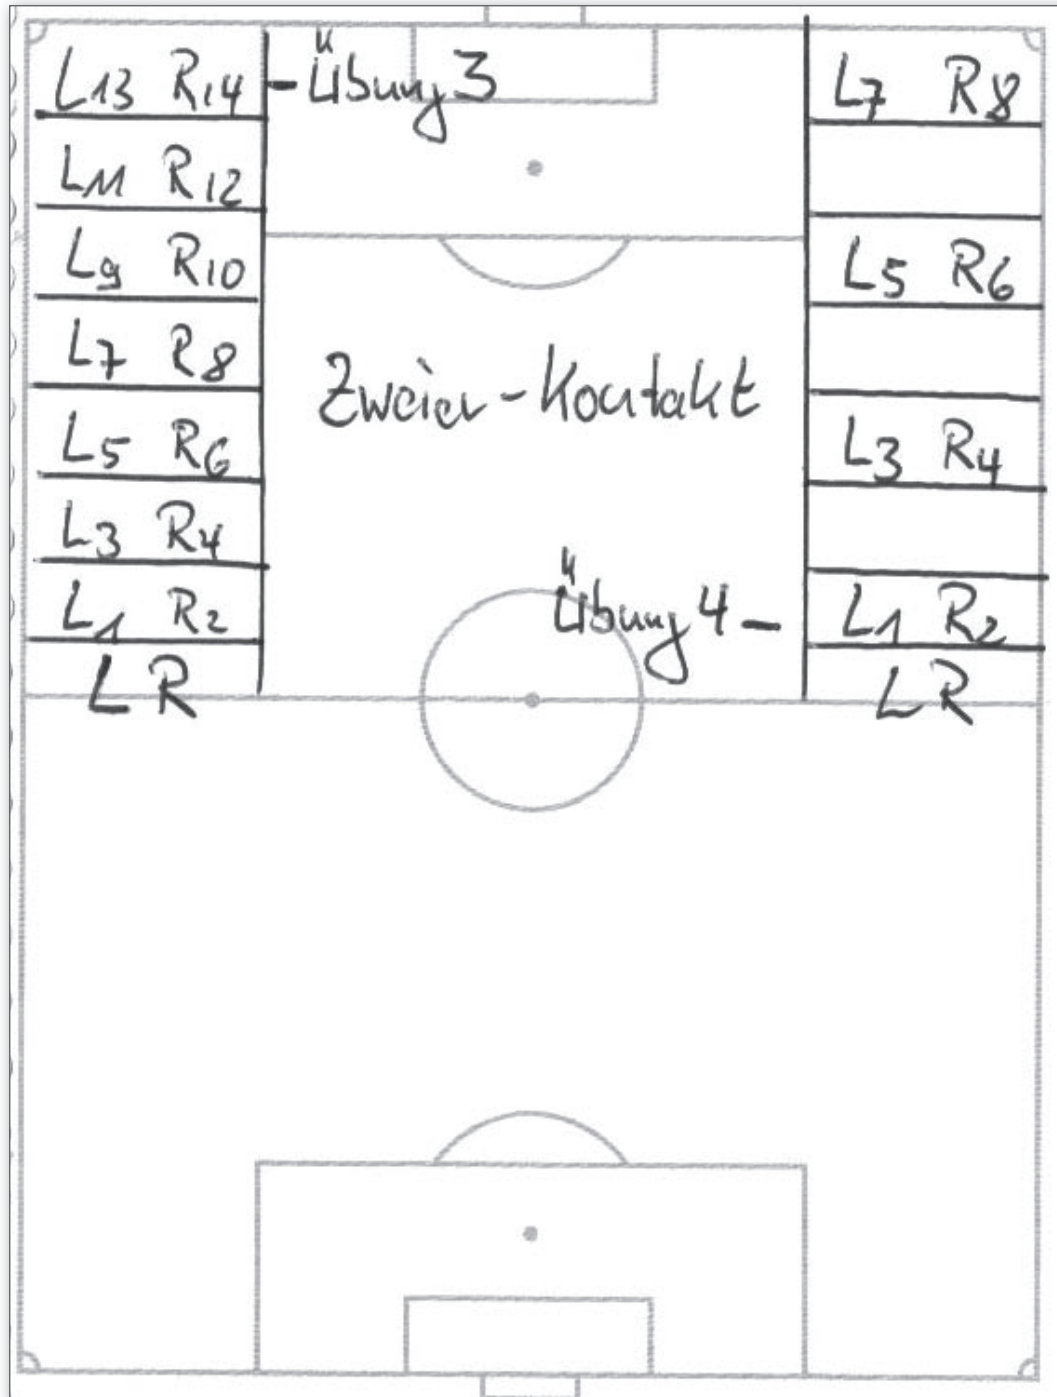 L13 R14 - Übung 3
L11 R12
L9 R10
L7 R8
L5 R6
L3 R4
L1 R2
L R
Zweier-Kontakt
L7 R8
L5 R6
L3 R4
Übung 4 - L1 R2
L R